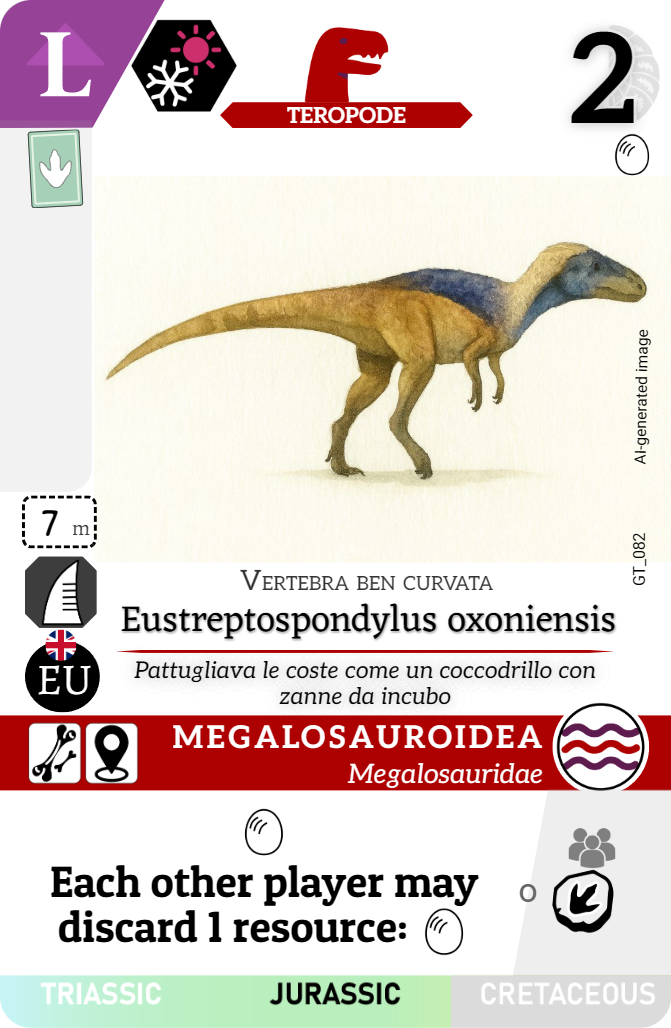 L
TEROPODE
2
AI-generated image
GT_082
7 m
VERTEBRA BEN CURVATA
Eustreptospondylus oxoniensis
EU
Pattugliava le coste come un coccodrillo con
zanne da incubo
MEGALOSAUROIDEA
Megalosauridae
Each other player may
discard 1 resource:
o
TRIASSIC JURASSIC CRETACEOUS